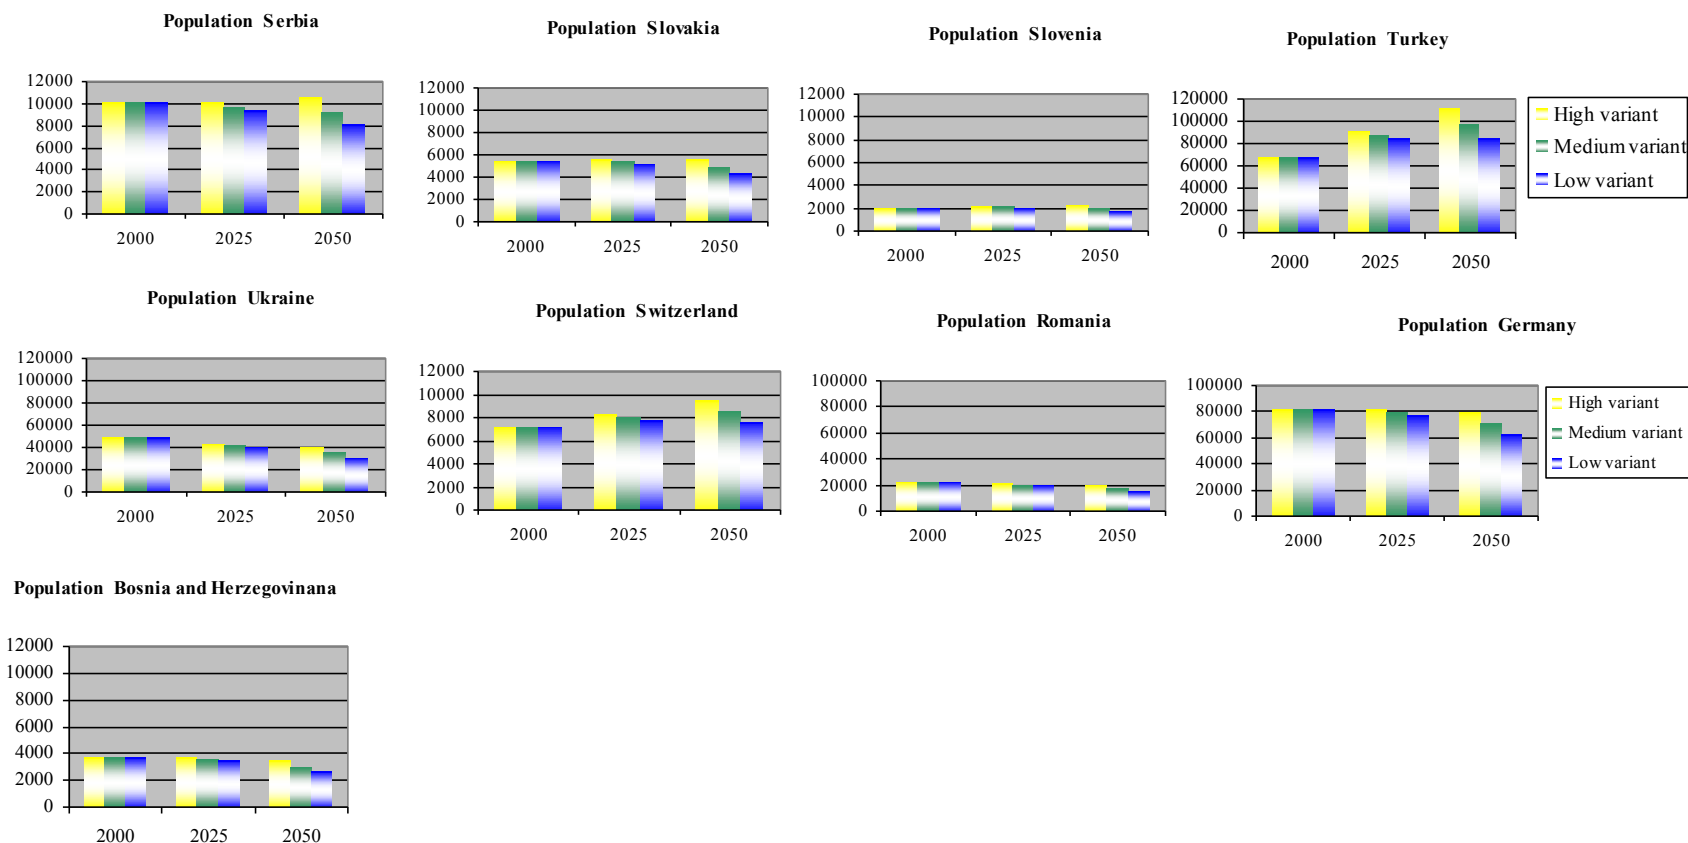 Population Serbia
12000
10000
8000
6000
4000
2000
0
2000 2025 2050
Population Slovakia
12000
10000
8000
6000
4000
2000
0
2000 2025 2050
Population Slovenia
12000
10000
8000
6000
4000
2000
0
2000 2025 2050
Population Turkey
120000
100000
80000
60000
40000
20000
0
2000 2025 2050
High variant
Medium variant
Low variant
Population Ukraine
120000
100000
80000
60000
40000
20000
0
2000 2025 2050
Population Switzerland
12000
10000
8000
6000
4000
2000
0
2000 2025 2050
Population Romania
100000
80000
60000
40000
20000
0
2000 2025 2050
Population Germany
100000
80000
60000
40000
20000
0
2000 2025 2050
High variant
Medium variant
Low variant
Population Bosnia and Herzegovinana
12000
10000
8000
6000
4000
2000
0
2000 2025 2050